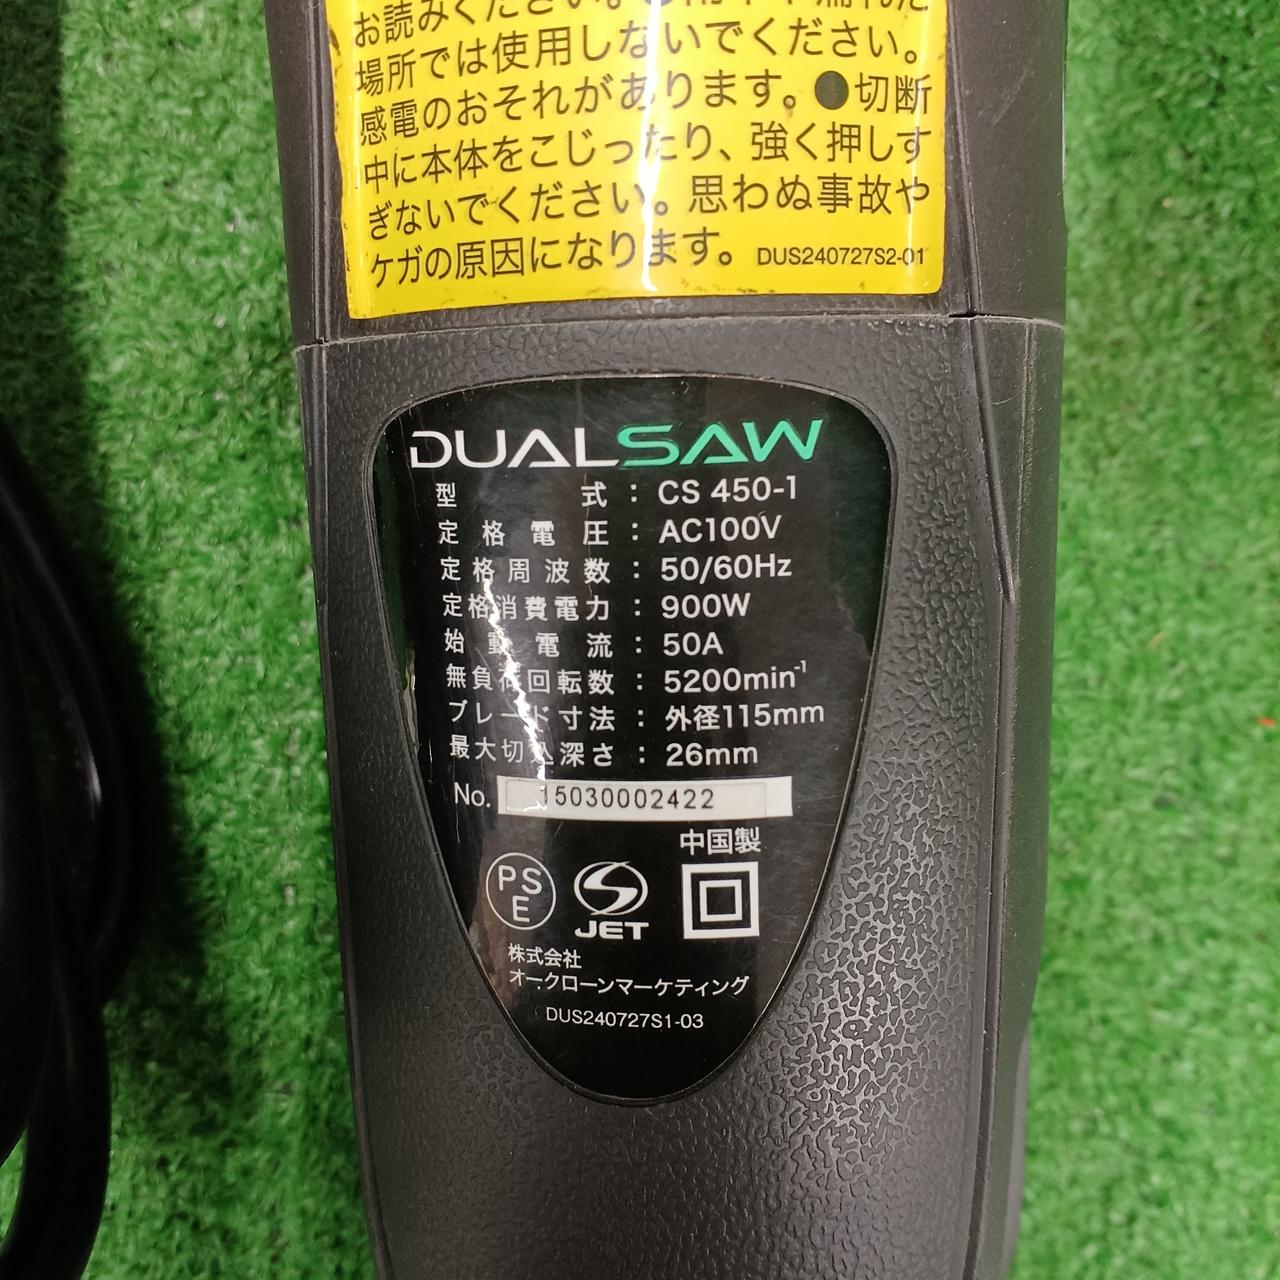 お読みください。●雨中や濡れた
場所では使用しないでください。
感電のおそれがあります。●切断
中に本体をこじったり、強く押しす
ぎないでください。思わぬ事故や
ケガの原因になります。 DUS240727S2-01
DUALSAW
型式：CS 450-1
定格電圧：AC100V
定格周波数：50/60Hz
定格消費電力：900W
始動電流：50A
無負荷回転数：5200min-1
ブレード寸法：外径115mm
最大切込深さ：26mm
No. 15030002422
中国製
PS
E
JET
株式会社
オークローンマーケティング
DUS240727S1-03